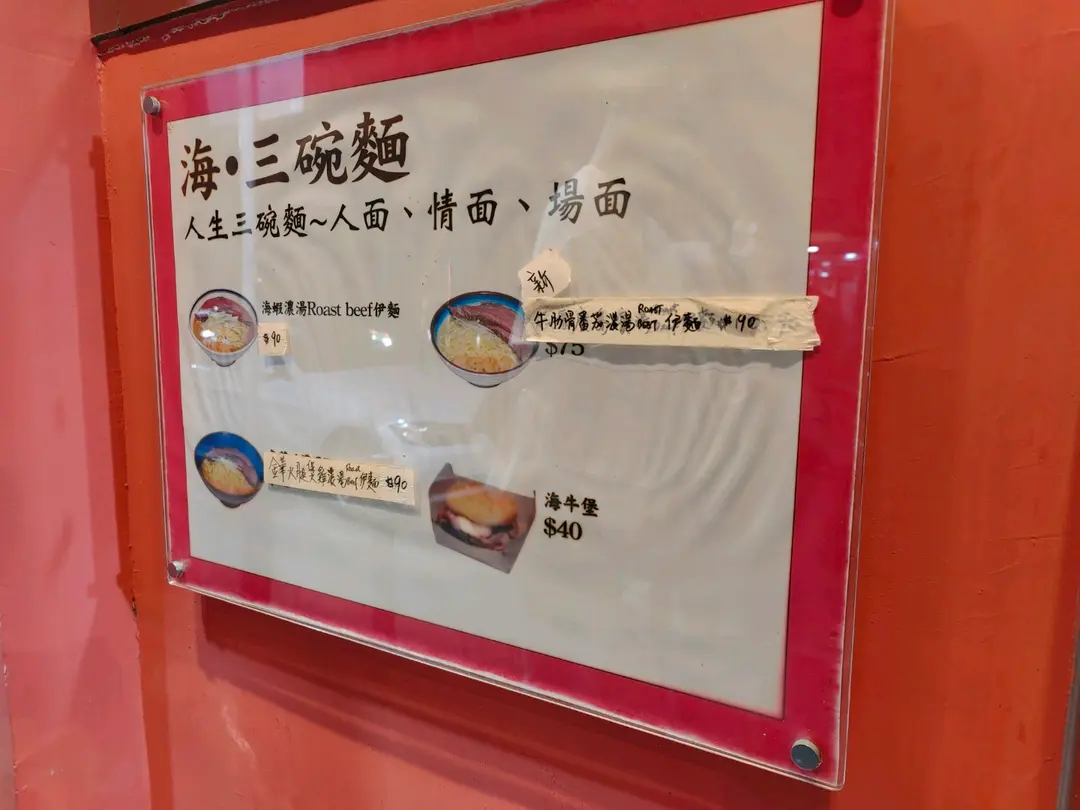 海•三碗麵
人生三碗麵~人面、情面、場面
海蝦濃湯Roast beef伊麵
$90
新
牛肋骨番茄濃湯ROAST BEEF伊麵 $90
$75
金華火腿煲雞濃湯Roast Beef伊麵 $90
海牛堡
$40